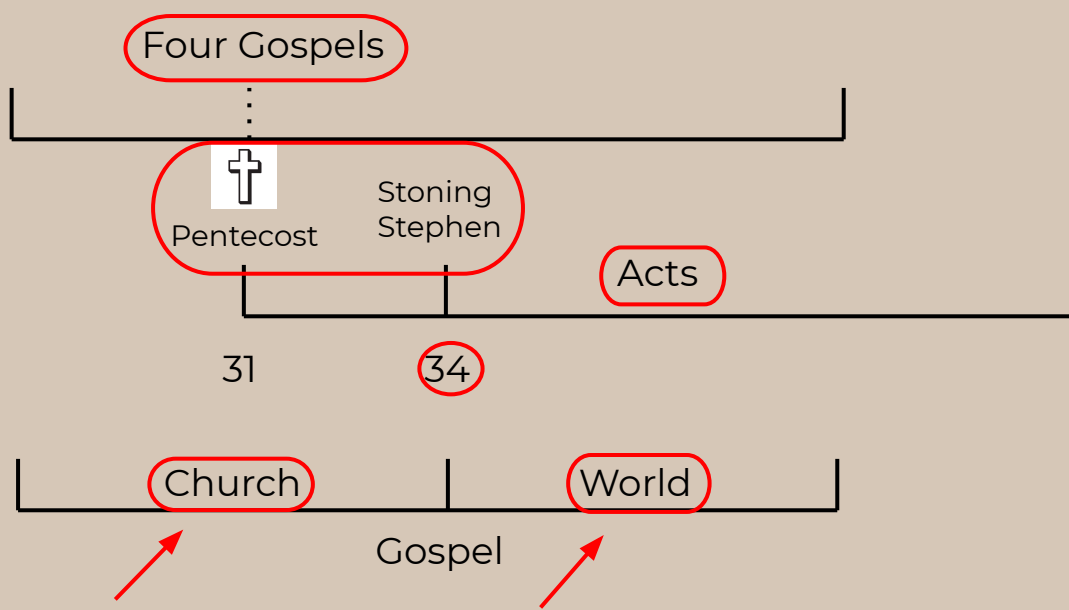 Four Gospels
Pentecost
Stoning
Stephen
Acts
31
34
Church
World
Gospel